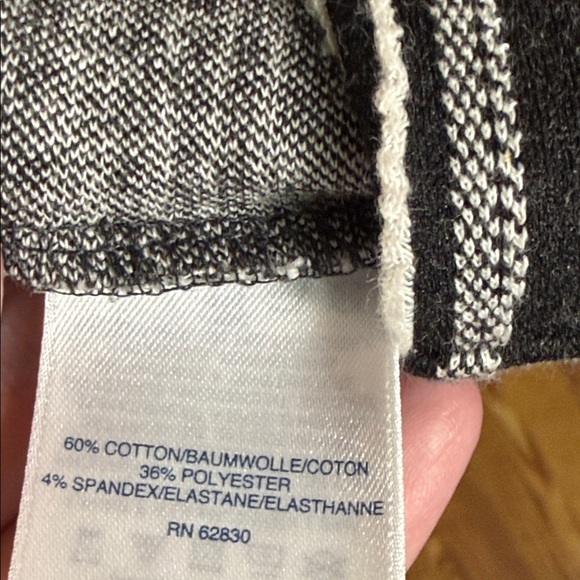 60% COTTON/BAUMWOLLE/COTON
36% POLYESTER
4% SPANDEX/ELASTANE/ELASTHANNE
RN 62830